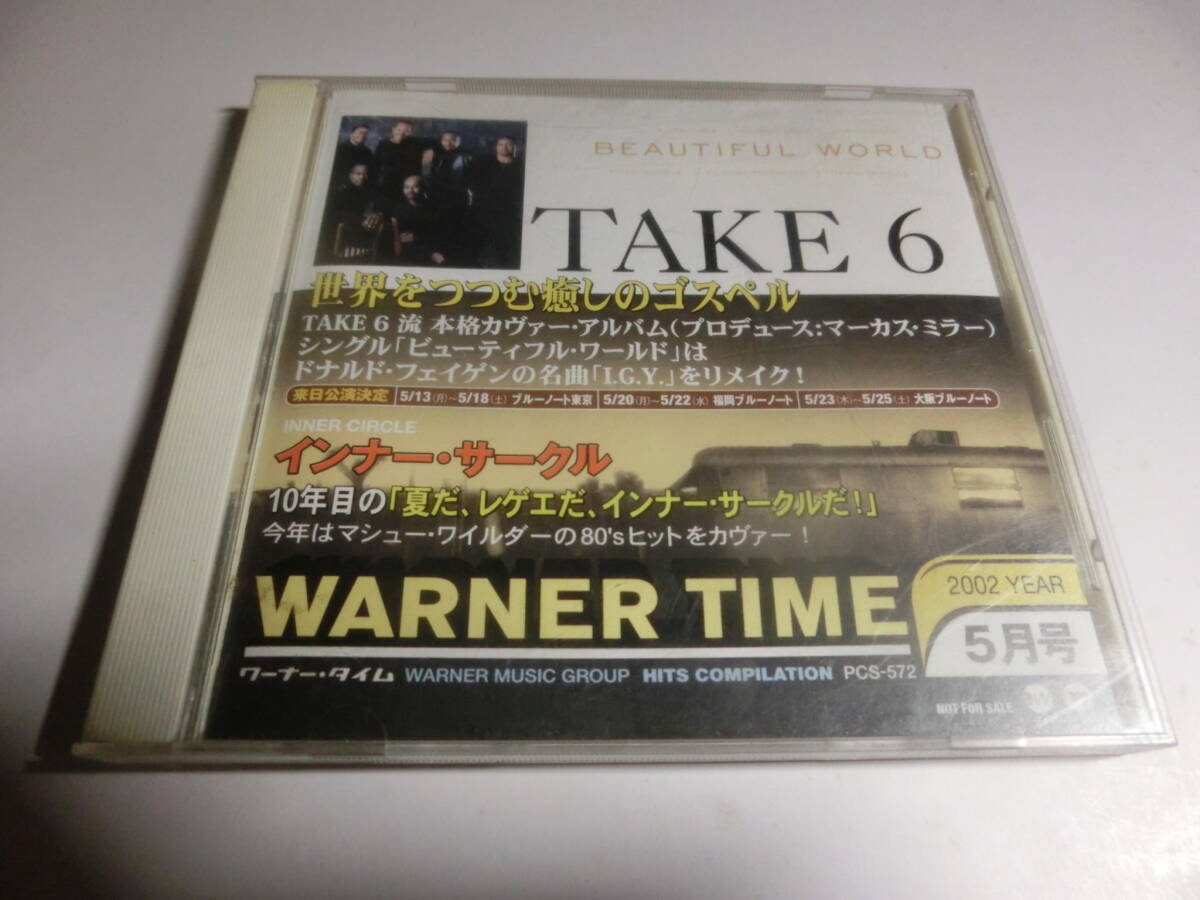 BEAUTIFUL WORLD
TAKE 6
世界をつつむ癒しのゴスペル
TAKE 6 流 本格カヴァー・アルバム(プロデュース:マーカス・ミラー)
シングル「ビューティフル・ワールド」は
ドナルド・フェイゲンの名曲「I.G.Y.」をリメイク!
来日公演決定 5/13(月)~5/18(土) ブルーノート東京 5/20(月)~5/22(水) 福岡ブルーノート 5/23(木)~5/25(土) 大阪ブルーノート
INNER CIRCLE
インナー・サークル
10年目の「夏だ、レゲエだ、インナー・サークルだ!」
今年はマシュー・ワイルダーの80'sヒットをカヴァー!
WARNER TIME
2002 YEAR
5月号
ワーナー・タイム WARNER MUSIC GROUP HITS COMPILATION PCS-572
NOT FOR SALE